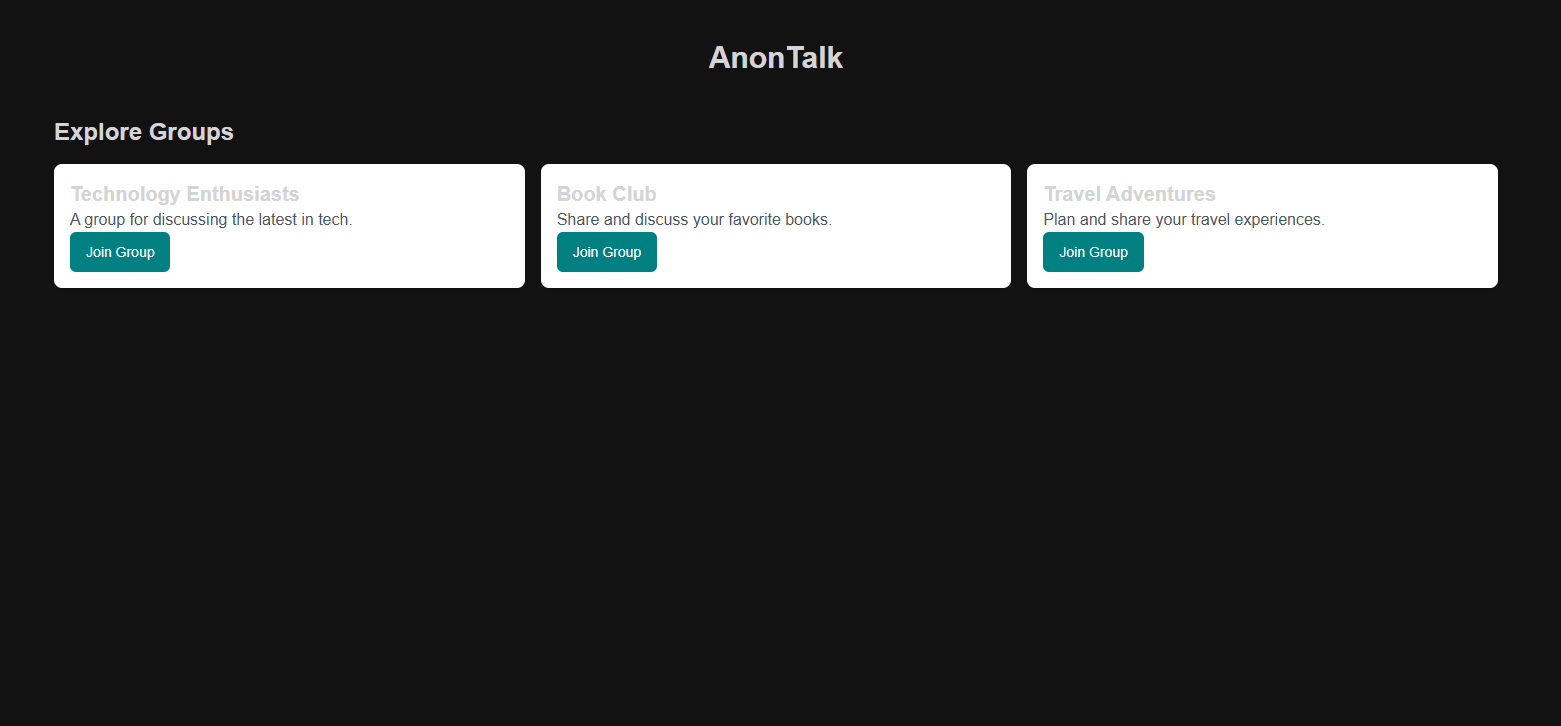 AnonTalk
Explore Groups
Technology Enthusiasts
A group for discussing the latest in tech.
Join Group
Book Club
Share and discuss your favorite books.
Join Group
Travel Adventures
Plan and share your travel experiences.
Join Group